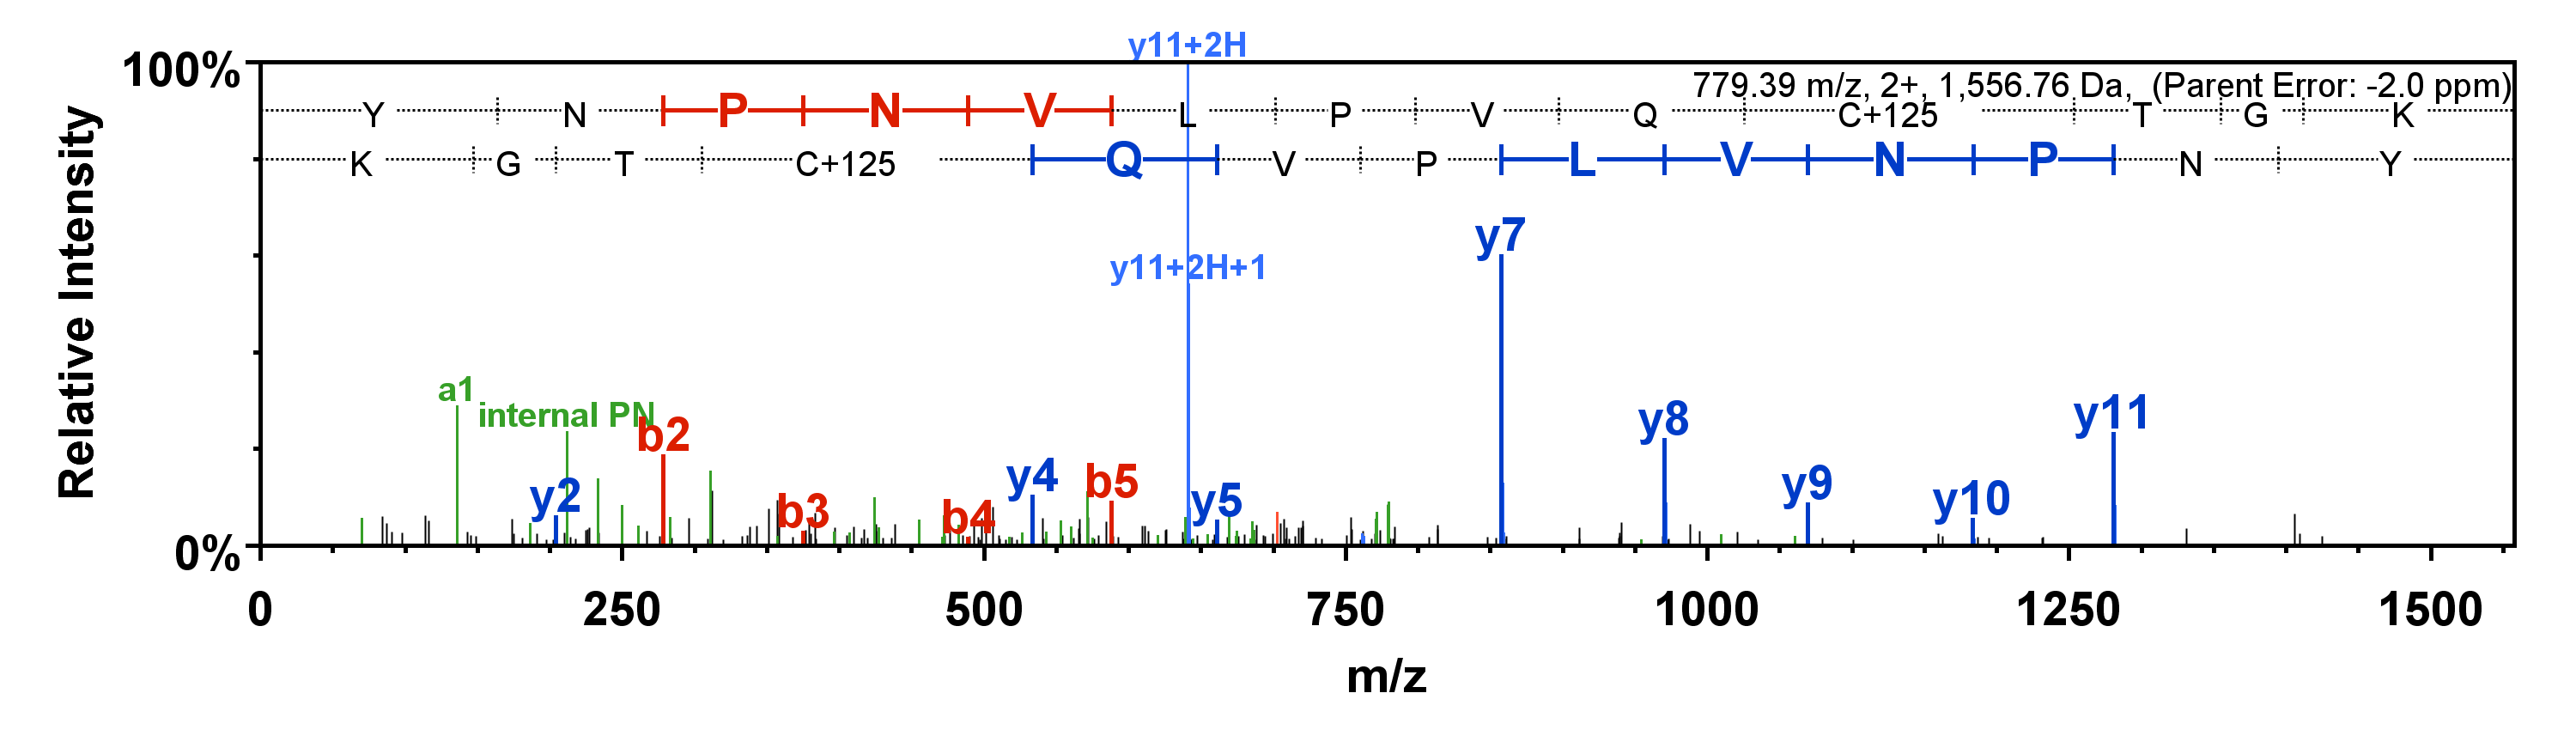 y11+2H
100%
779.39 m/z, 2+, 1,556.76 Da, (Parent Error: -2.0 ppm)
Y N P N V L P V Q C+125 T G K
K G T C+125 Q V P L V N P N Y
y7
y11+2H+1
a1
internal PN
b2
y8
y11
y2
b3
b4
y4
b5
y5
y9
y10
Relative Intensity
0%
0 250 500 750 1000 1250 1500
m/z